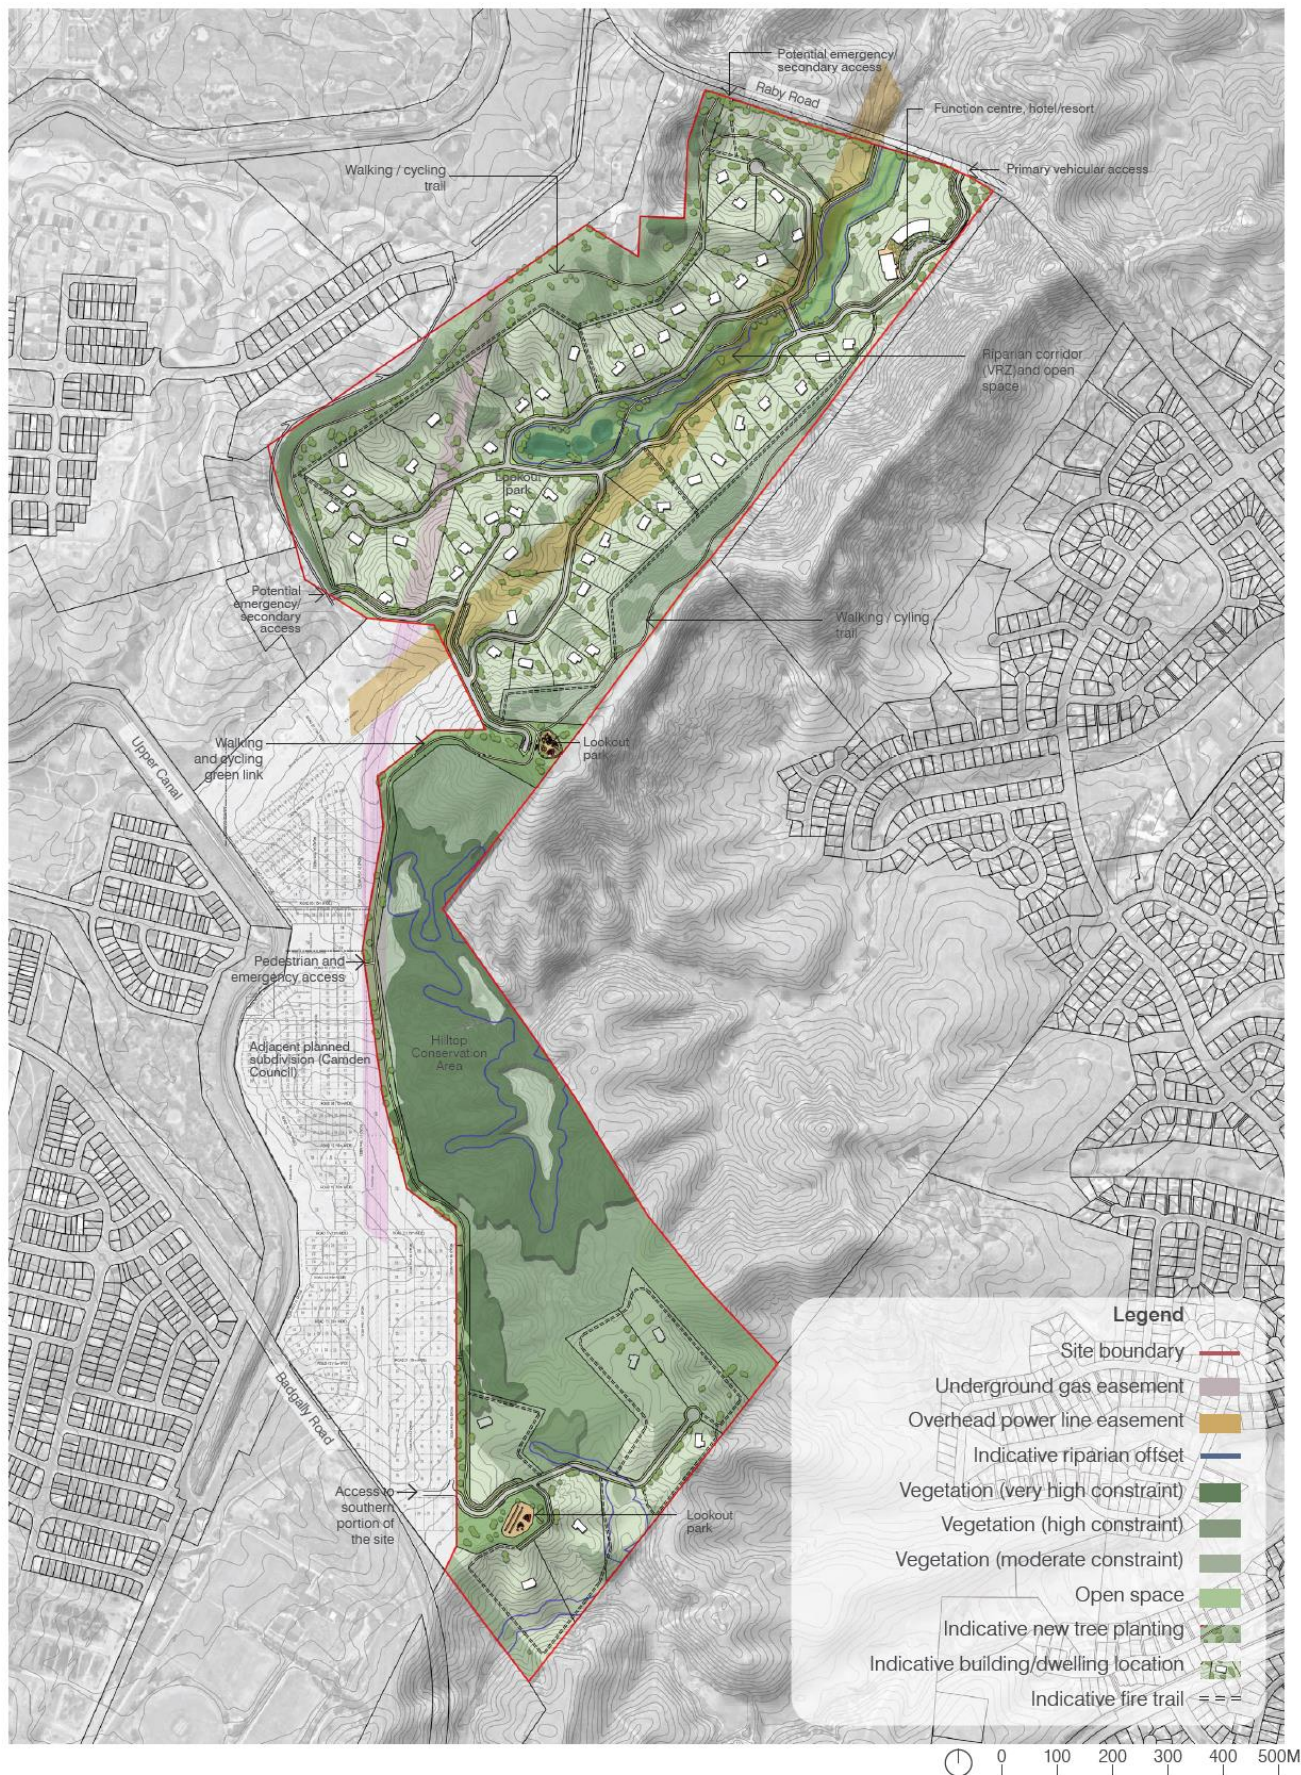 Potential emergency/
secondary access
Raby Road
Function centre, hotel/resort
Primary vehicular access
Walking / cycling
trail
Riparian corridor
(VRZ)and open
space
Lookout
park
Potential
emergency/
secondary
access
Walking / cyling
trail
Upper Canal
Walking
and cycling
green link
Lookout
park
Pedestrian and
emergency access
Hilltop
Conservation
Area
Adjacent planned
subdivision (Camden
Council)
Badgally Road
Access to
southern
portion of
the site
Lookout
park
Legend
Site boundary
Underground gas easement
Overhead power line easement
Indicative riparian offset
Vegetation (very high constraint)
Vegetation (high constraint)
Vegetation (moderate constraint)
Open space
Indicative new tree planting
Indicative building/dwelling location
Indicative fire trail
0 100 200 300 400 500M